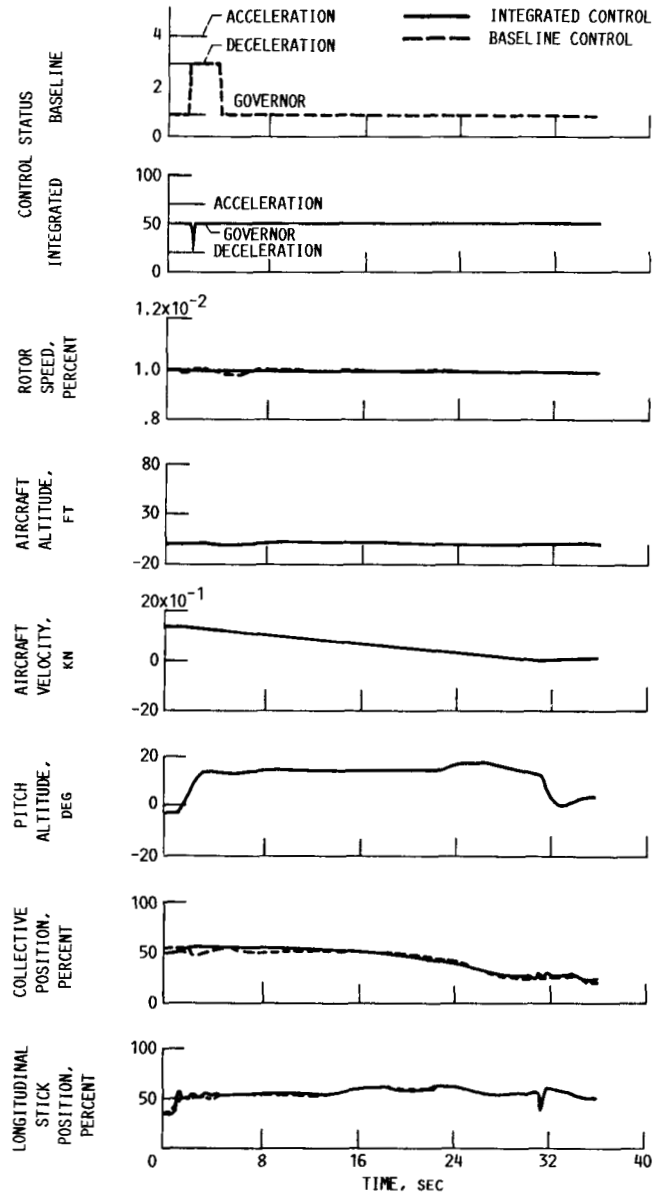 INTEGRATED CONTROL
BASELINE CONTROL
CONTROL STATUS
BASELINE
4
2
0
ACCELERATION
DECELERATION
GOVERNOR
INTEGRATED
100
50
0
ACCELERATION
GOVERNOR
DECELERATION
ROTOR
SPEED,
PERCENT
1.2x10-2
1.0
.8
AIRCRAFT
ALTITUDE,
FT
80
30
-20
AIRCRAFT
VELOCITY,
KN
20x10-1
0
-20
PITCH
ALTITUDE,
DEG
20
0
-20
COLLECTIVE
POSITION,
PERCENT
100
50
0
LONGITUDINAL
STICK
POSITION,
PERCENT
100
50
0
0 8 16 24 32 40
TIME, SEC